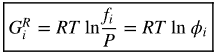 G_i^R = RT ln f_i/P = RT ln ϕ_i